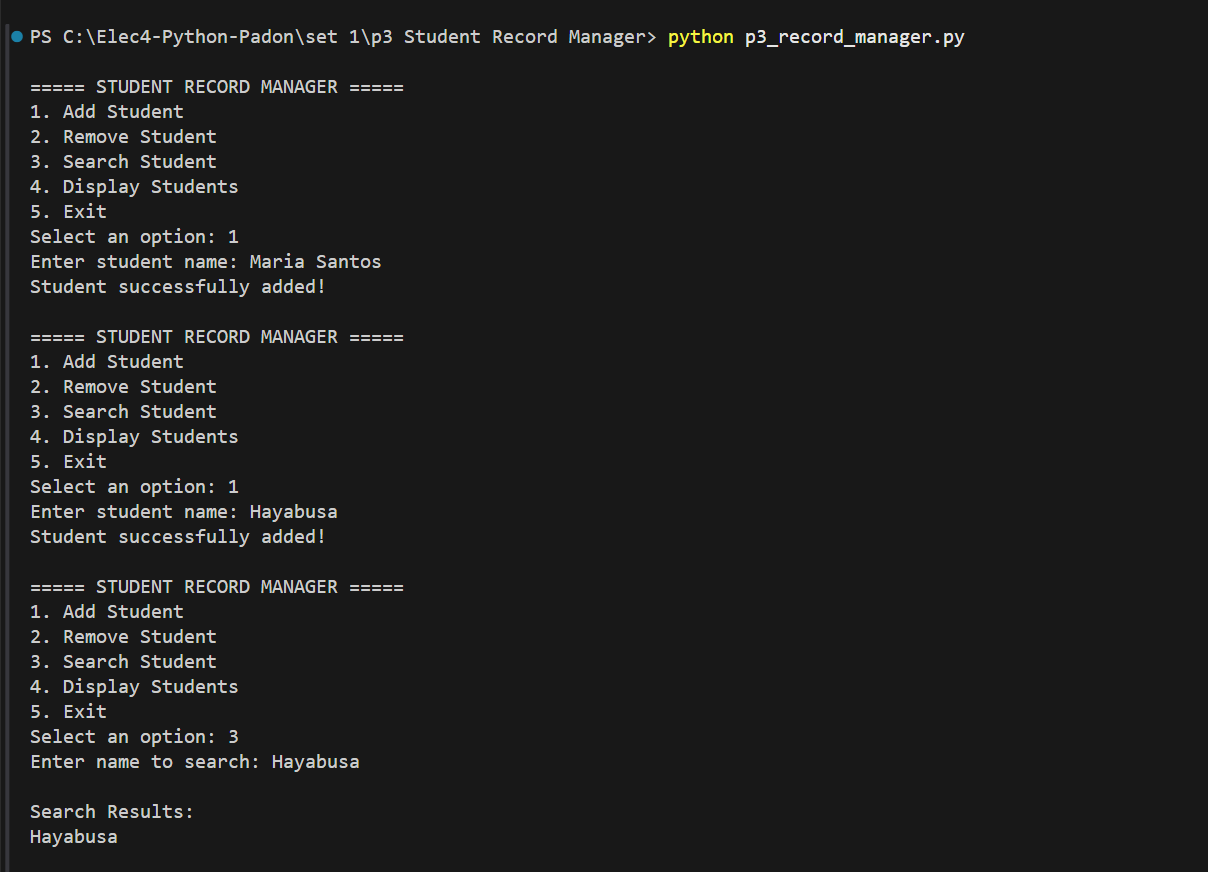 PS C:\Elec4-Python-Padon\set 1\p3 Student Record Manager> python p3_record_manager.py
===== STUDENT RECORD MANAGER =====
1. Add Student
2. Remove Student
3. Search Student
4. Display Students
5. Exit
Select an option: 1
Enter student name: Maria Santos
Student successfully added!
===== STUDENT RECORD MANAGER =====
1. Add Student
2. Remove Student
3. Search Student
4. Display Students
5. Exit
Select an option: 1
Enter student name: Hayabusa
Student successfully added!
===== STUDENT RECORD MANAGER =====
1. Add Student
2. Remove Student
3. Search Student
4. Display Students
5. Exit
Select an option: 3
Enter name to search: Hayabusa
Search Results:
Hayabusa